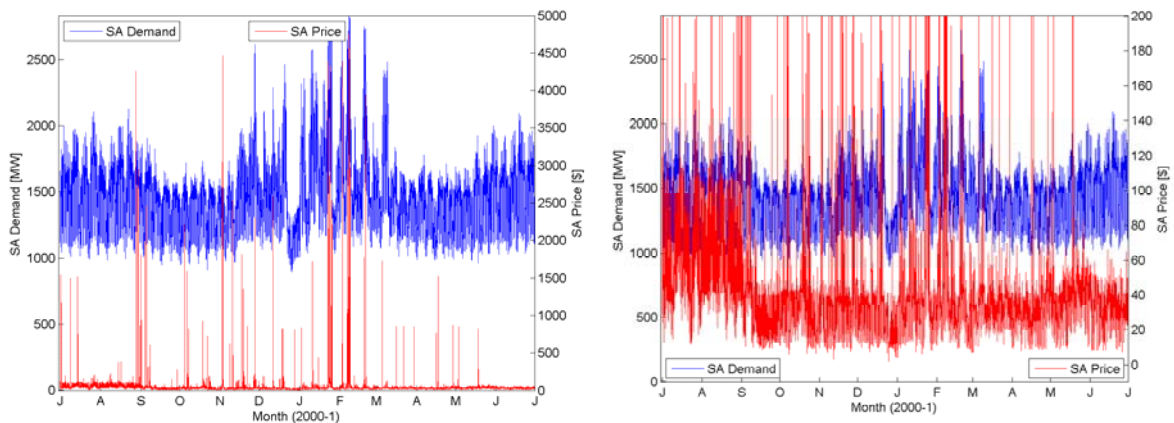 SA Demand
SA Price
5000
4500
4000
3500
3000
2500
2000
1500
1000
500
0
2500
2000
1500
1000
500
0
SA Demand [MW]
SA Price [$]
J A S O N D J F M A M J J
Month (2000-1)
200
180
160
140
120
100
80
60
40
20
0
2500
2000
1500
1000
500
0
SA Demand [MW]
SA Price [$]
SA Demand
SA Price
J A S O N D J F M A M J J
Month (2000-1)